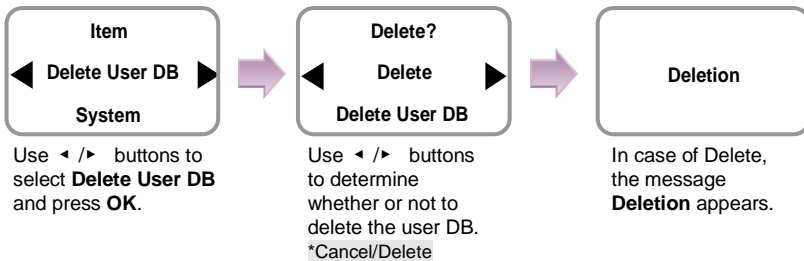 Item
Delete User DB
System
Use ◄ /► buttons to
select Delete User DB
and press OK.
Delete?
Delete
Delete User DB
Use ◄ /► buttons
to determine
whether or not to
delete the user DB.
*Cancel/Delete
Deletion
In case of Delete,
the message
Deletion appears.